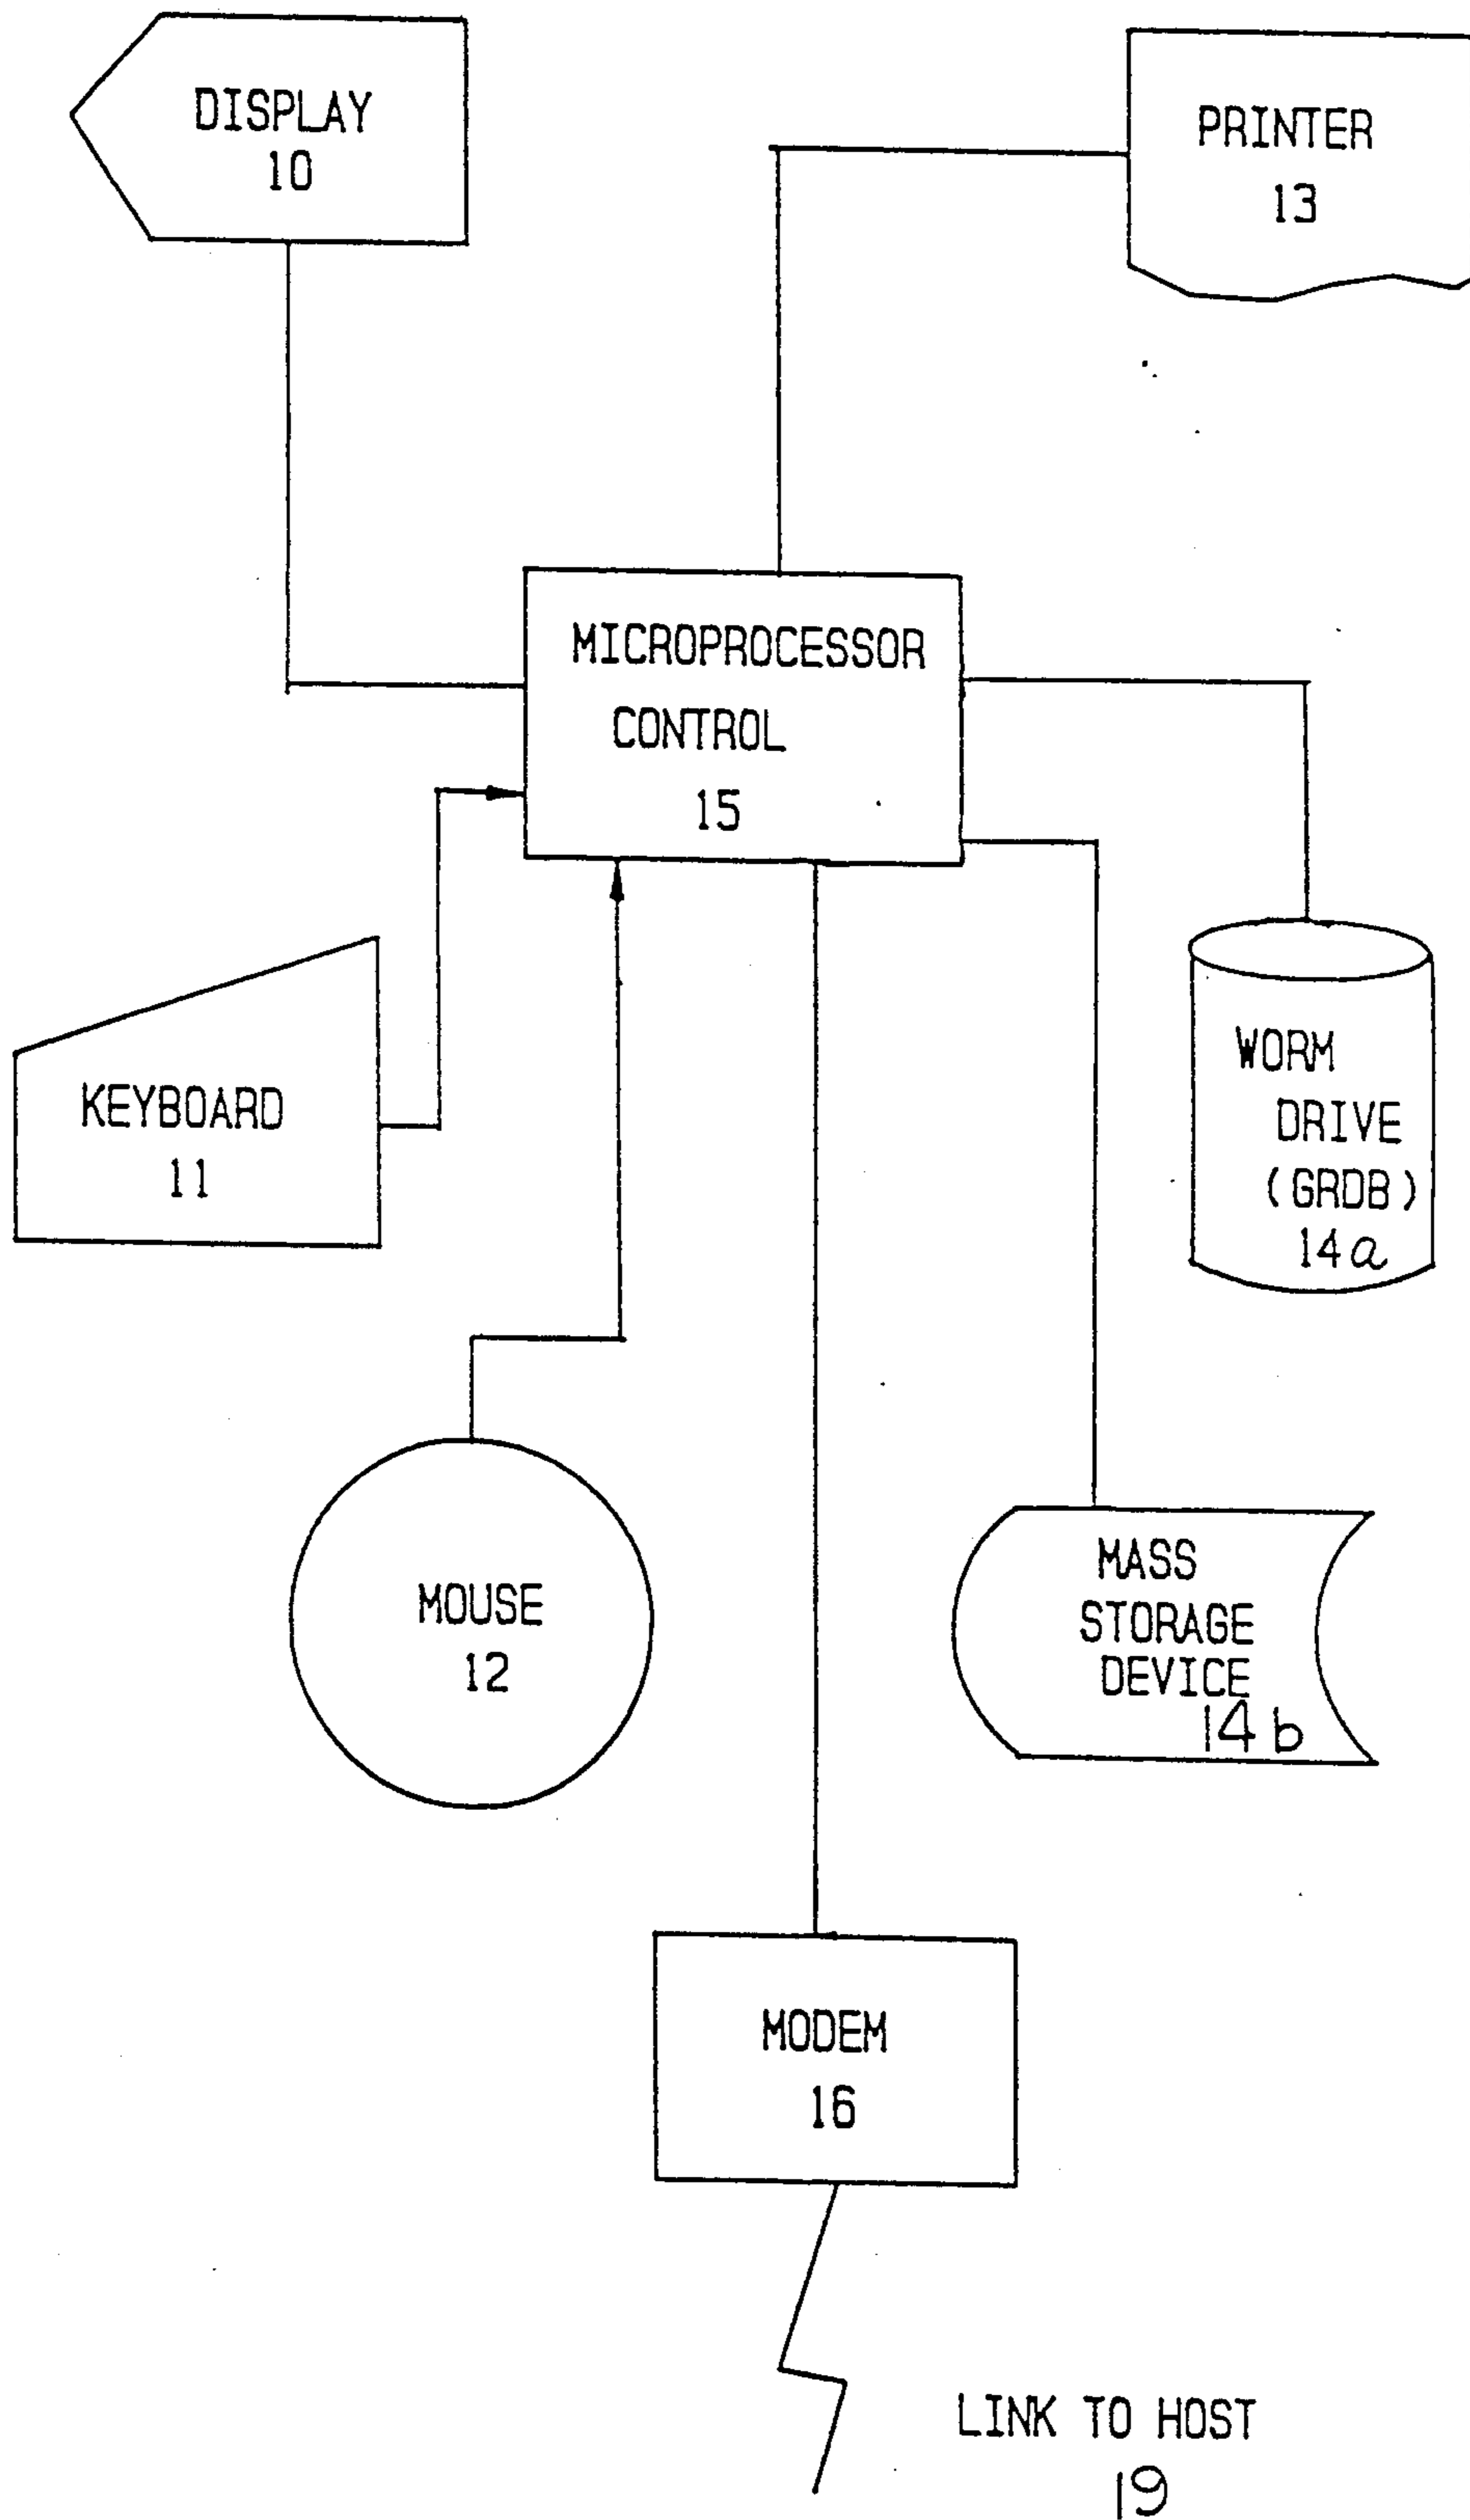 DISPLAY
10
PRINTER
13
MICROPROCESSOR
CONTROL
15
KEYBOARD
11
WORM
DRIVE
(GRDB)
14a
MOUSE
12
MASS
STORAGE
DEVICE
14b
MODEM
16
LINK TO HOST
19